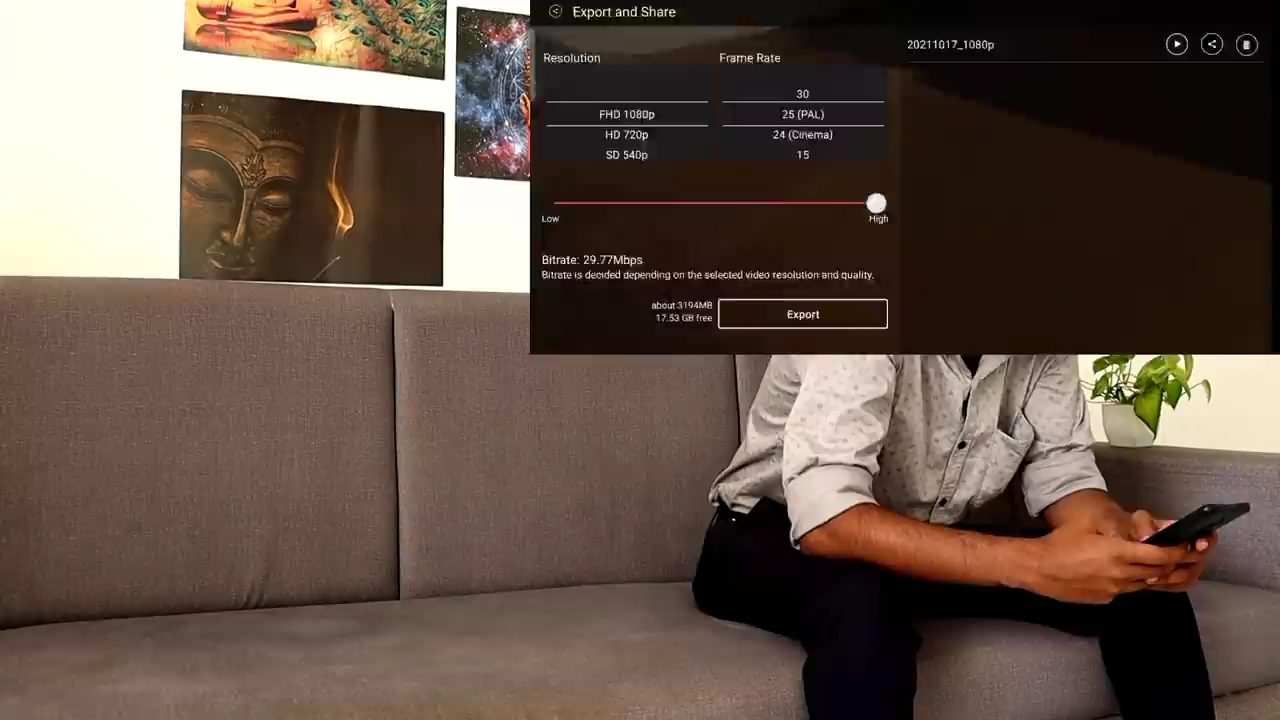 Export and Share
20211017_1080p
Resolution
Frame Rate
30
FHD 1080p
25 (PAL)
HD 720p
24 (Cinema)
SD 540p
15
Low
High
Bitrate: 29.77Mbps
Bitrate is decided depending on the selected video resolution and quality.
about 3194MB
17.53 GB free
Export